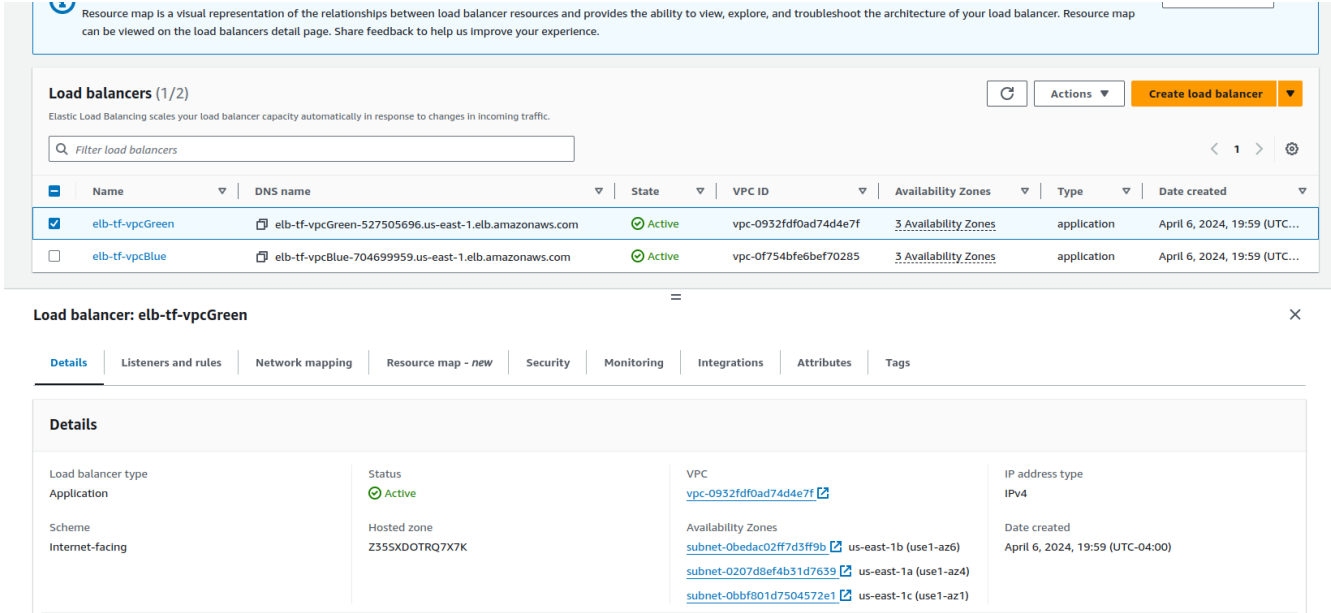 Resource map is a visual representation of the relationships between load balancer resources and provides the ability to view, explore, and troubleshoot the architecture of your load balancer. Resource map
can be viewed on the load balancers detail page. Share feedback to help us improve your experience.
Load balancers (1/2)
Actions
Create load balancer
Elastic Load Balancing scales your load balancer capacity automatically in response to changes in incoming traffic.
Filter load balancers
1
Name DNS name State VPC ID Availability Zones Type Date created
elb-tf-vpcGreen elb-tf-vpcGreen-527505696.us-east-1.elb.amazonaws.com Active vpc-0932fdf0ad74d4e7f 3 Availability Zones application April 6, 2024, 19:59 (UTC...
elb-tf-vpcBlue elb-tf-vpcBlue-704699959.us-east-1.elb.amazonaws.com Active vpc-0f754bfe6bef70285 3 Availability Zones application April 6, 2024, 19:59 (UTC...
Load balancer: elb-tf-vpcGreen
Details Listeners and rules Network mapping Resource map - new Security Monitoring Integrations Attributes Tags
Details
Load balancer type
Application
Scheme
Internet-facing
Status
Active
Hosted zone
Z35SXDOTRQ7X7K
VPC
vpc-0932fdf0ad74d4e7f
Availability Zones
subnet-0bedac02ff7d3ff9b us-east-1b (use1-az6)
subnet-0207d8ef4b31d7639 us-east-1a (use1-az4)
subnet-0bbf801d7504572e1 us-east-1c (use1-az1)
IP address type
IPv4
Date created
April 6, 2024, 19:59 (UTC-04:00)